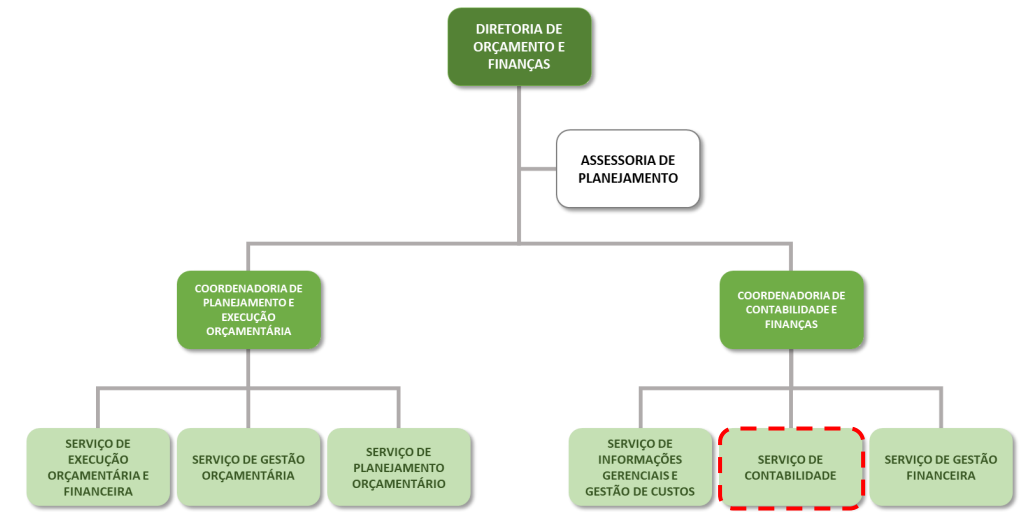 DIRETORIA DE
ORÇAMENTO E
FINANÇAS
ASSESSORIA DE
PLANEJAMENTO
COORDENADORIA DE
PLANEJAMENTO E
EXECUÇÃO
ORÇAMENTÁRIA
COORDENADORIA DE
CONTABILIDADE E
FINANÇAS
SERVIÇO DE
EXECUÇÃO
ORÇAMENTÁRIA E
FINANCEIRA
SERVIÇO DE GESTÃO
ORÇAMENTÁRIA
SERVIÇO DE
PLANEJAMENTO
ORÇAMENTÁRIO
SERVIÇO DE
INFORMAÇÕES
GERENCIAIS E
GESTÃO DE CUSTOS
SERVIÇO DE
CONTABILIDADE
SERVIÇO DE GESTÃO
FINANCEIRA